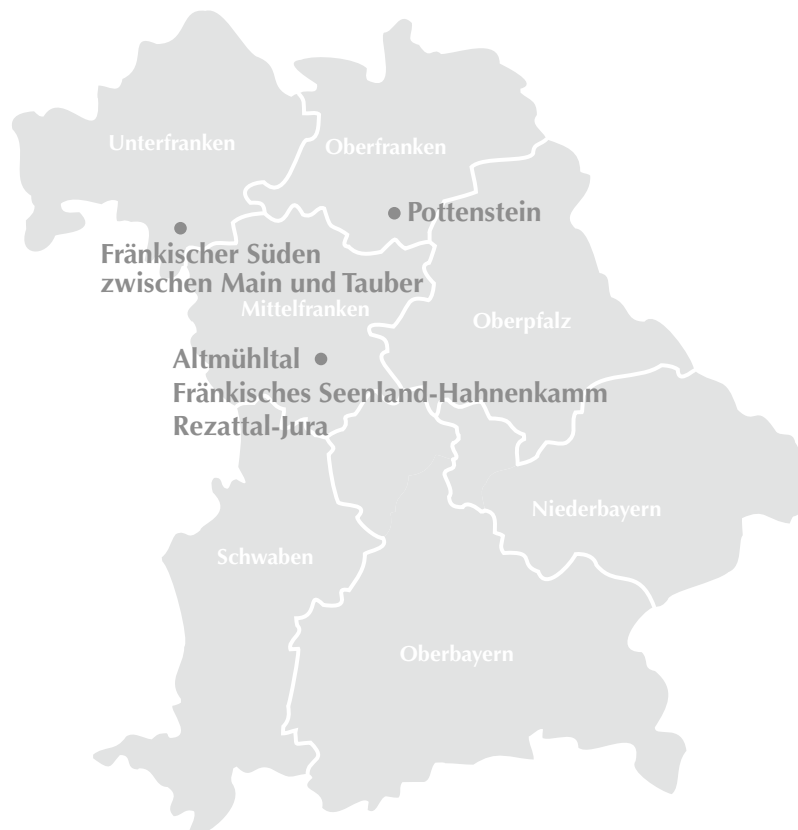 Unterfranken
Oberfranken
Pottenstein
Fränkischer Süden
zwischen Main und Tauber
Mittelfranken
Oberpfalz
Altmühltal
Fränkisches Seenland-Hahnenkamm
Rezattal-Jura
Niederbayern
Schwaben
Oberbayern